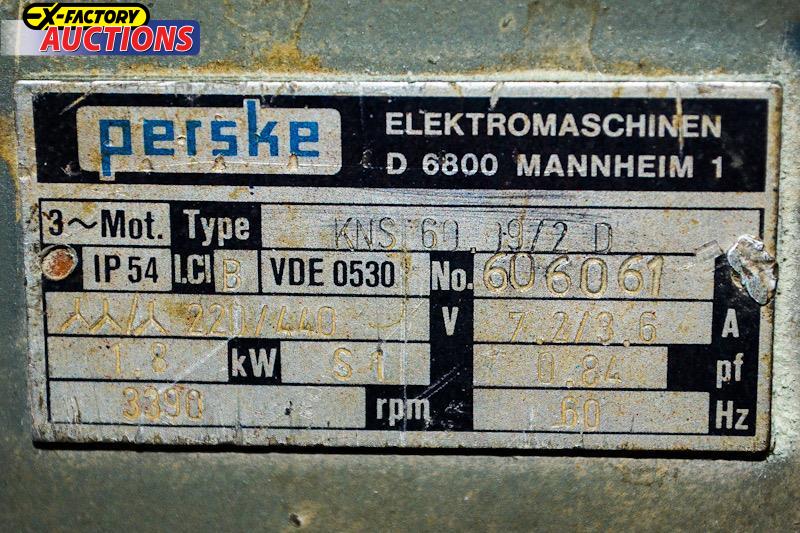 EX-FACTORY
AUCTIONS
perske
ELEKTROMASCHINEN
D 6800 MANNHEIM 1
3~Mot. Type KNS 60.09/2 D
IP 54 I.Cl B VDE 0530 No. 606061
220/440 V 7.2/3.6 A
1.8 kW S1 0.84 pf
3390 rpm 60 Hz